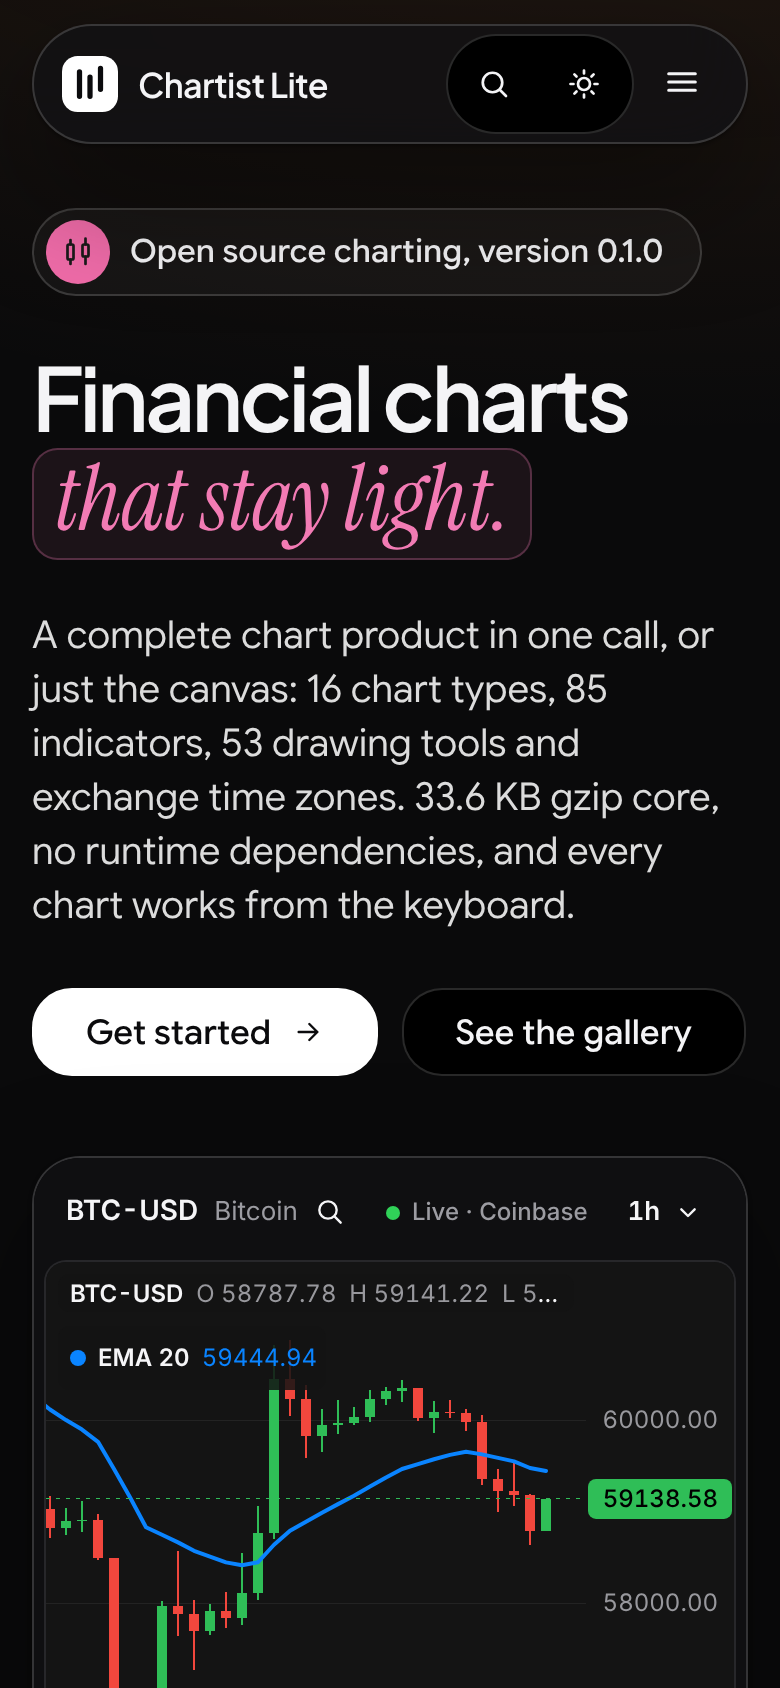 Chartist Lite
Open source charting, version 0.1.0
Financial charts
that stay light.
A complete chart product in one call, or
just the canvas: 16 chart types, 85
indicators, 53 drawing tools and
exchange time zones. 33.6 KB gzip core,
no runtime dependencies, and every
chart works from the keyboard.
Get started → See the gallery
BTC-USD Bitcoin Live · Coinbase 1h
BTC-USD O 58787.78 H 59141.22 L 5...
EMA 20 59444.94
60000.00
59138.58
58000.00